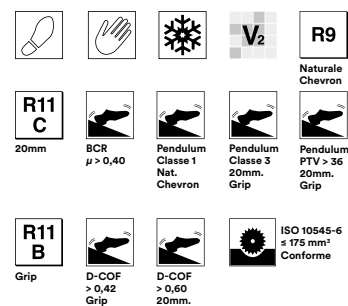 V2
R9
Naturale
Chevron
R11
C
20mm
BCR
μ > 0,40
Pendulum
Classe 1
Nat.
Chevron
Pendulum
Classe 3
20mm.
Grip
Pendulum
PTV > 36
20mm.
Grip
R11
B
Grip
D-COF
> 0,42
Grip
D-COF
> 0,60
20mm.
ISO 10545-6
≤ 175 mm³
Conforme